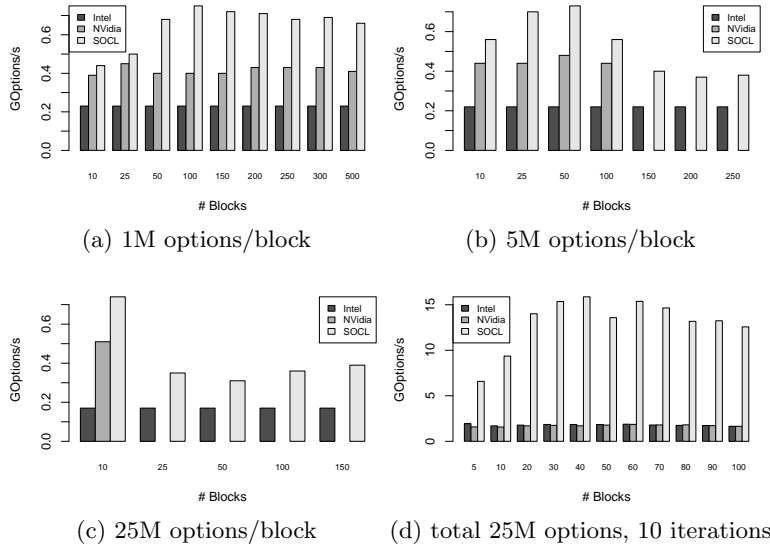 Intel
NVidia
SOCL
GOptions/s
0.0 0.2 0.4 0.6
10 25 50 100 150 200 250 300 500
# Blocks
(a) 1M options/block
Intel
NVidia
SOCL
GOptions/s
0.0 0.2 0.4 0.6
10 25 50 100 150 200 250
# Blocks
(b) 5M options/block
Intel
NVidia
SOCL
GOptions/s
0.0 0.2 0.4 0.6
10 25 50 100 150
# Blocks
(c) 25M options/block
Intel
NVidia
SOCL
GOptions/s
0 5 10 15
5 10 20 30 40 50 60 70 80 90 100
# Blocks
(d) total 25M options, 10 iterations